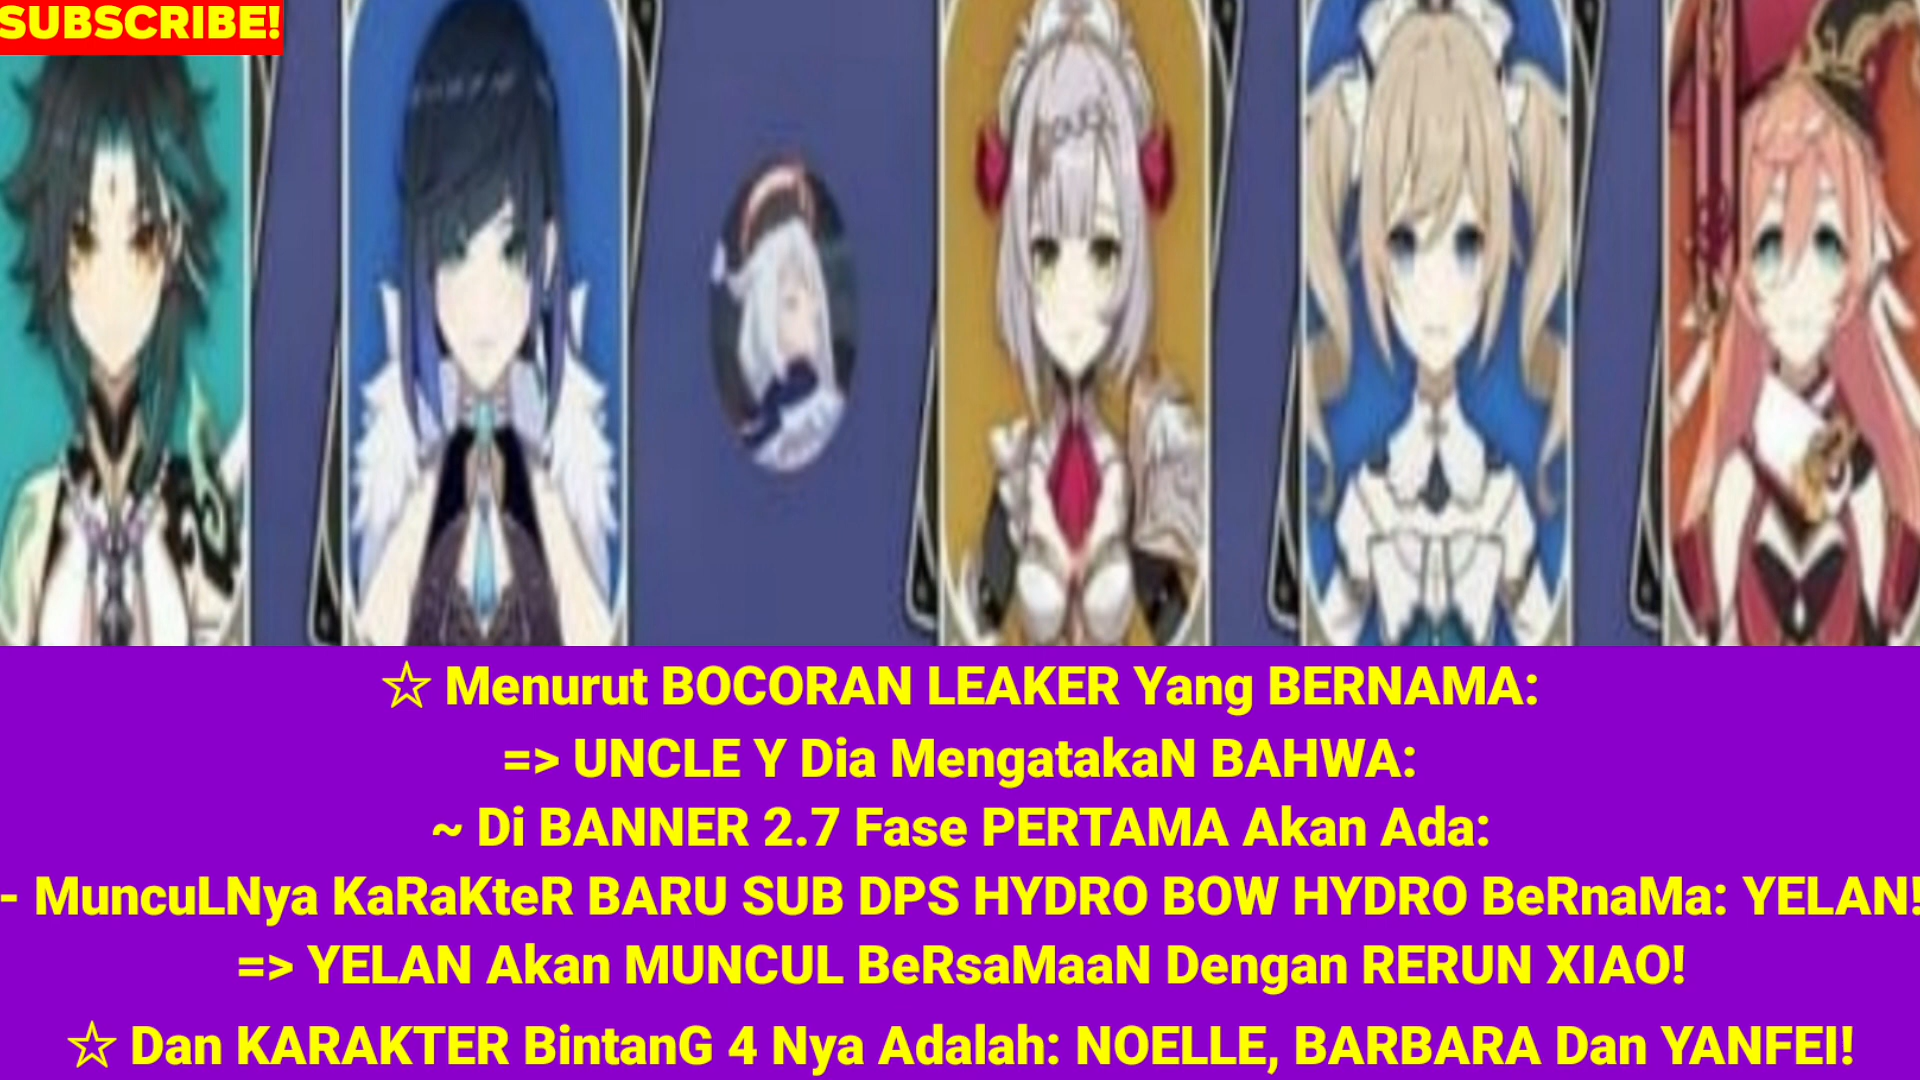 SUBSCRIBE!
☆ Menurut BOCORAN LEAKER Yang BERNAMA:
=> UNCLE Y Dia MengatakaN BAHWA:
~ Di BANNER 2.7 Fase PERTAMA Akan Ada:
- MuncuLNya KaRaKteR BARU SUB DPS HYDRO BOW HYDRO BeRnaMa: YELAN!
=> YELAN Akan MUNCUL BeRsaMaaN Dengan RERUN XIAO!
☆ Dan KARAKTER BintanG 4 Nya Adalah: NOELLE, BARBARA Dan YANFEI!